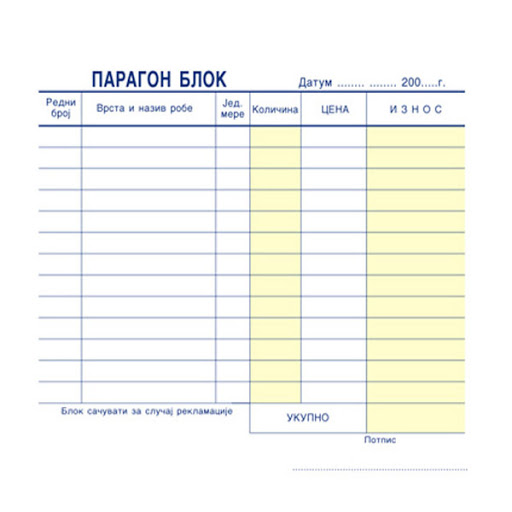 ПАРАГОН БЛОК
Датум ........ ........ 200.....г.
Редни број
Врста и назив робе
Јед. мере
Количина
ЦЕНА
ИЗНОС
Блок сачувати за случај рекламације
УКУПНО
Потпис